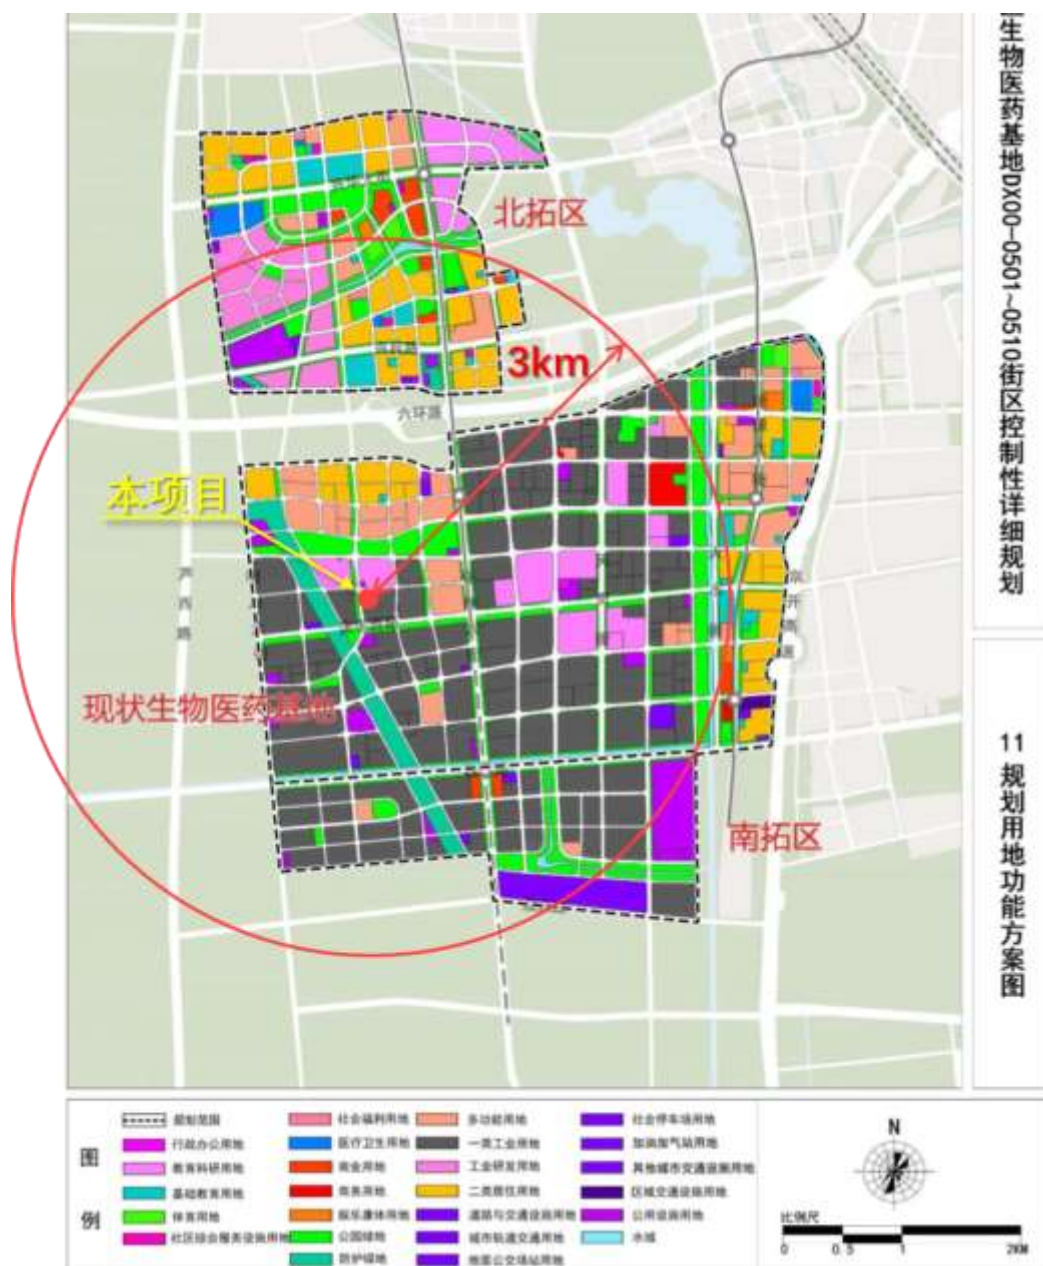 生物医药基地DX00-0501~0510街区控制性详细规划
11 规划用地功能方案图
北拓区
3km
六环路
本项目
芦西路
京开高速
现状生物医药基地
南拓区
图例
规划范围
行政办公用地
教育科研用地
基础教育用地
体育用地
社区综合服务设施用地
社会福利用地
医疗卫生用地
商业用地
商务用地
娱乐康体用地
公园绿地
防护绿地
多功能用地
一类工业用地
工业研发用地
二类居住用地
道路与交通设施用地
城市轨道交通用地
地面公交场站用地
社会停车场用地
加油加气站用地
其他城市交通设施用地
区域交通设施用地
公用设施用地
水域
N
比例尺
0 0.5 1 2KM